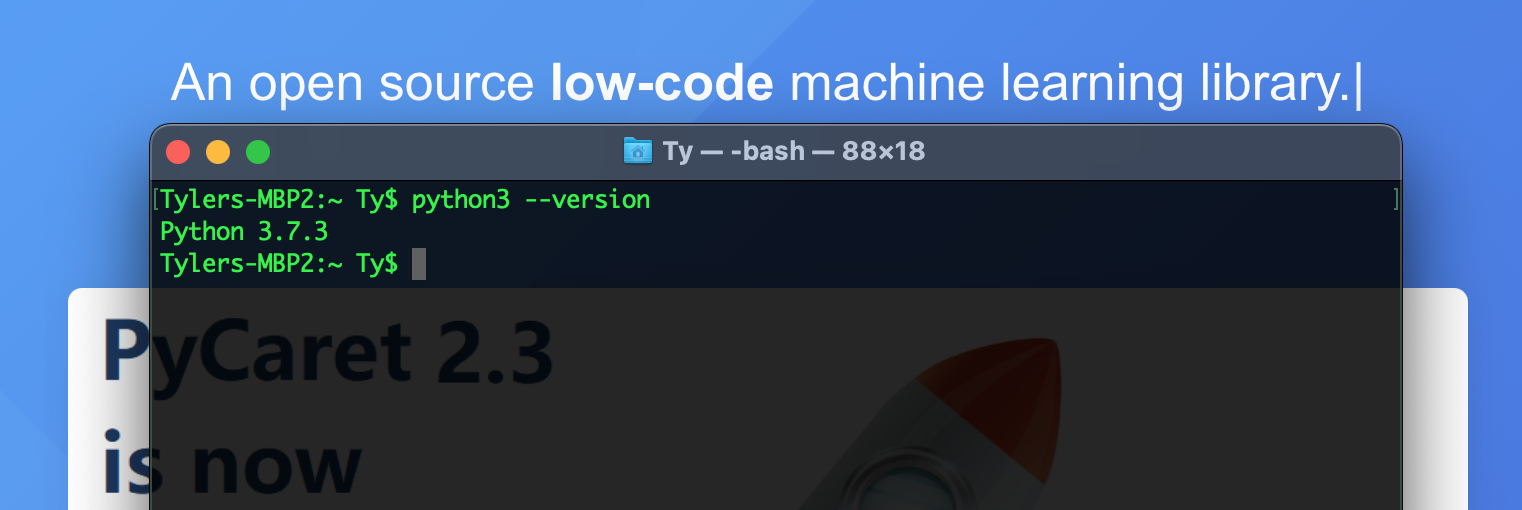 An open source low-code machine learning library.|
Ty — -bash — 88×18
[Tylers-MBP2:~ Ty$ python3 --version ]
Python 3.7.3
Tylers-MBP2:~ Ty$
PyCaret 2.3
is now